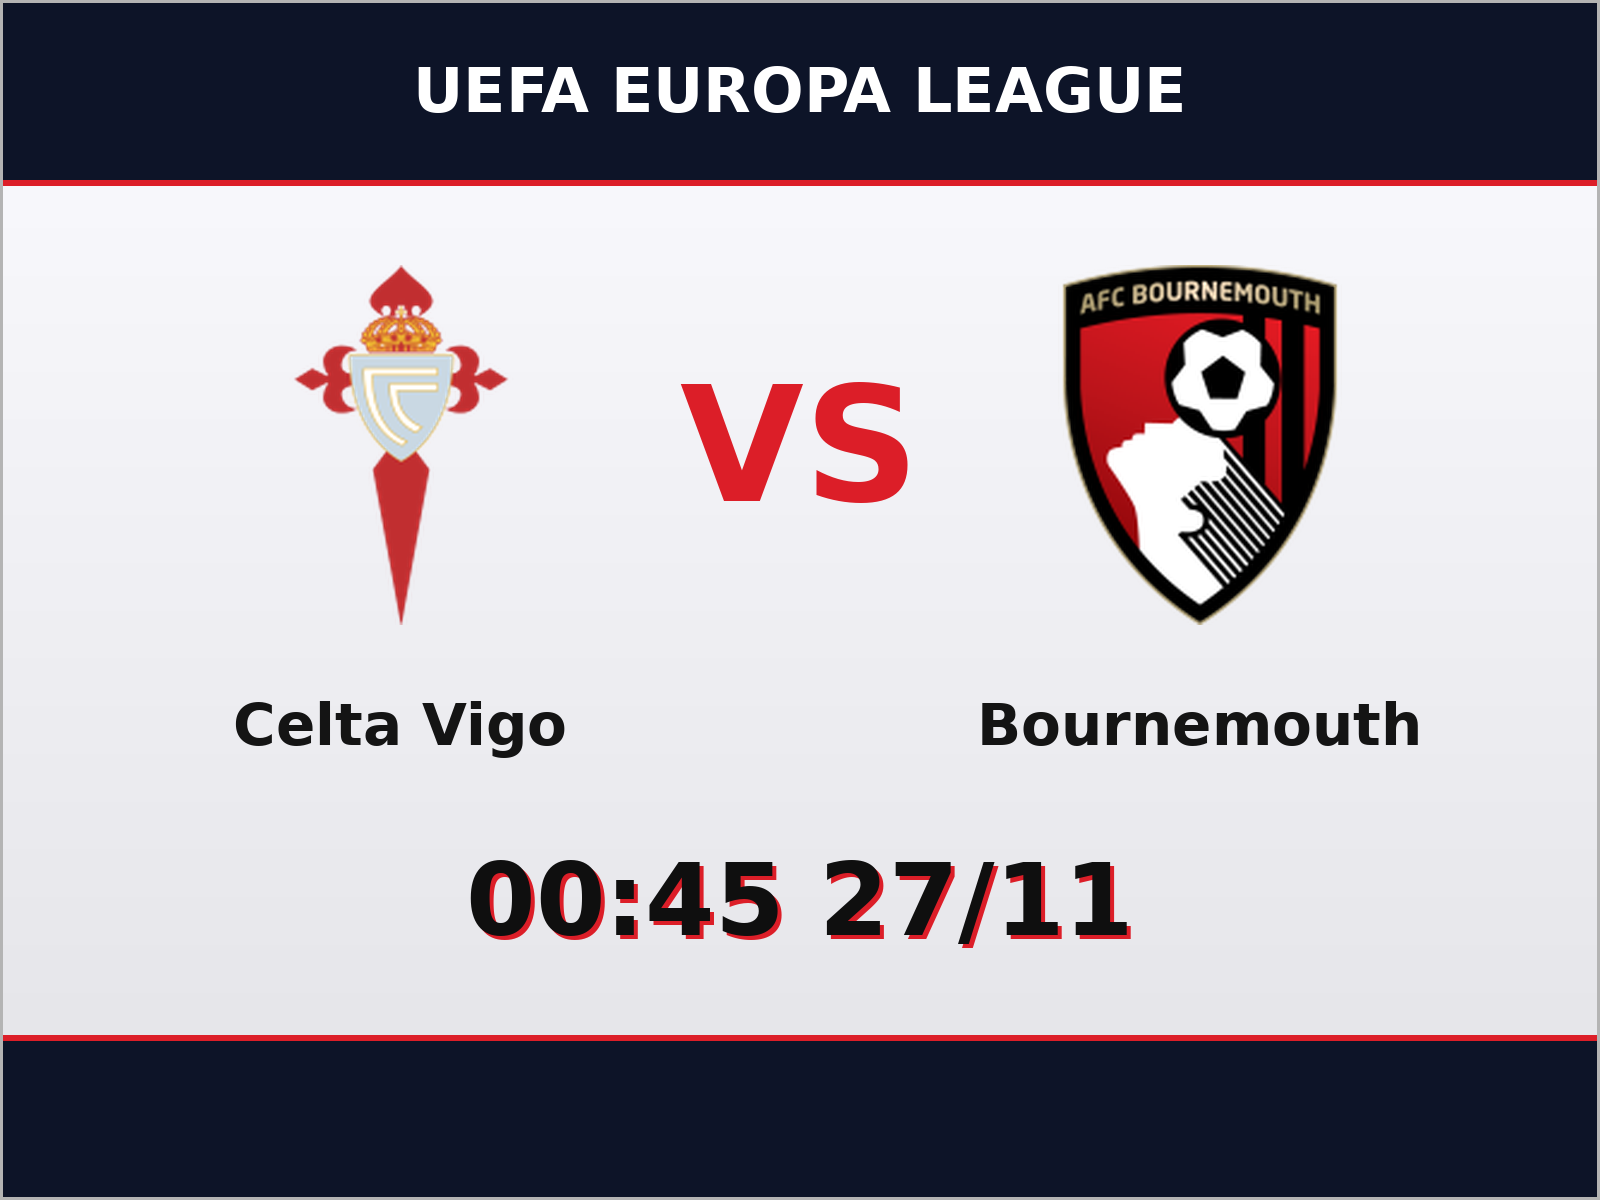 UEFA EUROPA LEAGUE
AFC BOURNEMOUTH
VS
Celta Vigo
Bournemouth
00:45 27/11